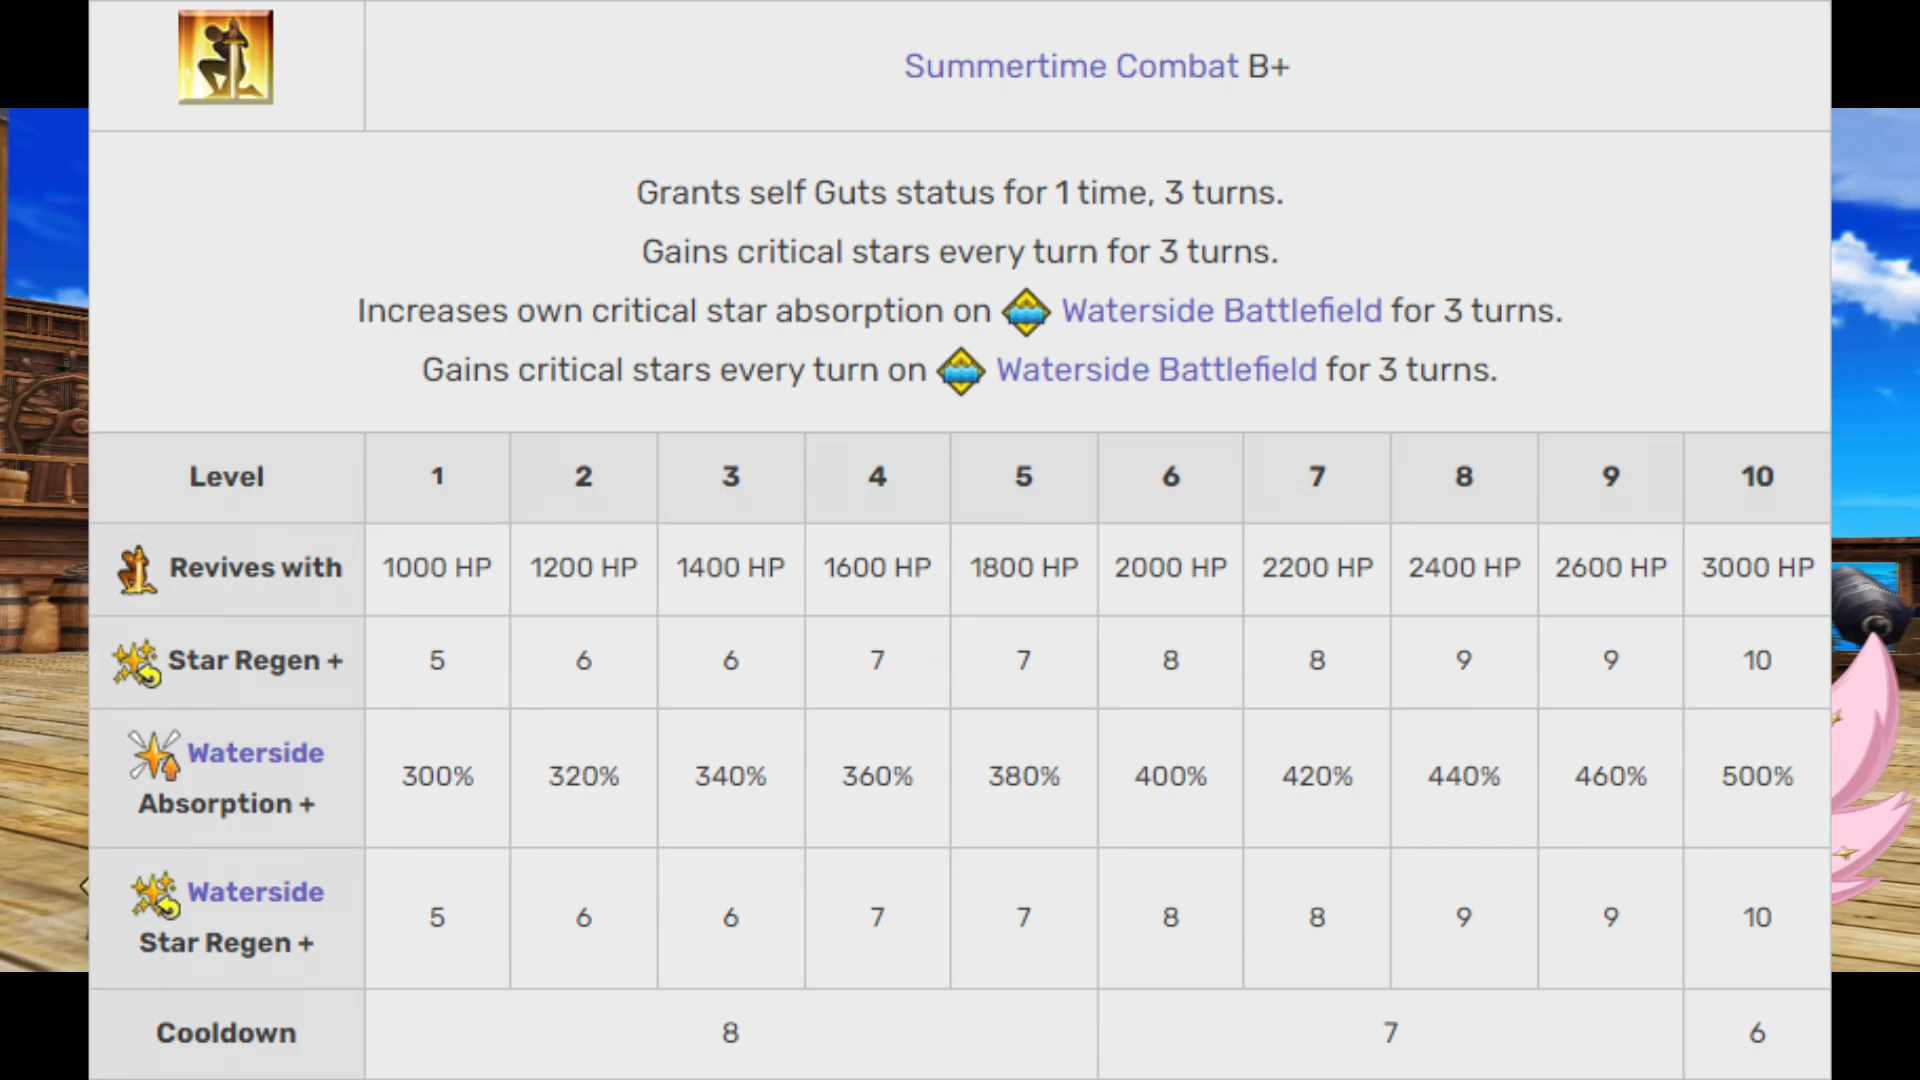 Summertime Combat B+
Grants self Guts status for 1 time, 3 turns.
Gains critical stars every turn for 3 turns.
Increases own critical star absorption on Waterside Battlefield for 3 turns.
Gains critical stars every turn on Waterside Battlefield for 3 turns.
Level 1 2 3 4 5 6 7 8 9 10
Revives with 1000 HP 1200 HP 1400 HP 1600 HP 1800 HP 2000 HP 2200 HP 2400 HP 2600 HP 3000 HP
Star Regen + 5 6 6 7 7 8 8 9 9 10
Waterside
Absorption + 300% 320% 340% 360% 380% 400% 420% 440% 460% 500%
Waterside
Star Regen + 5 6 6 7 7 8 8 9 9 10
Cooldown 8 7 6